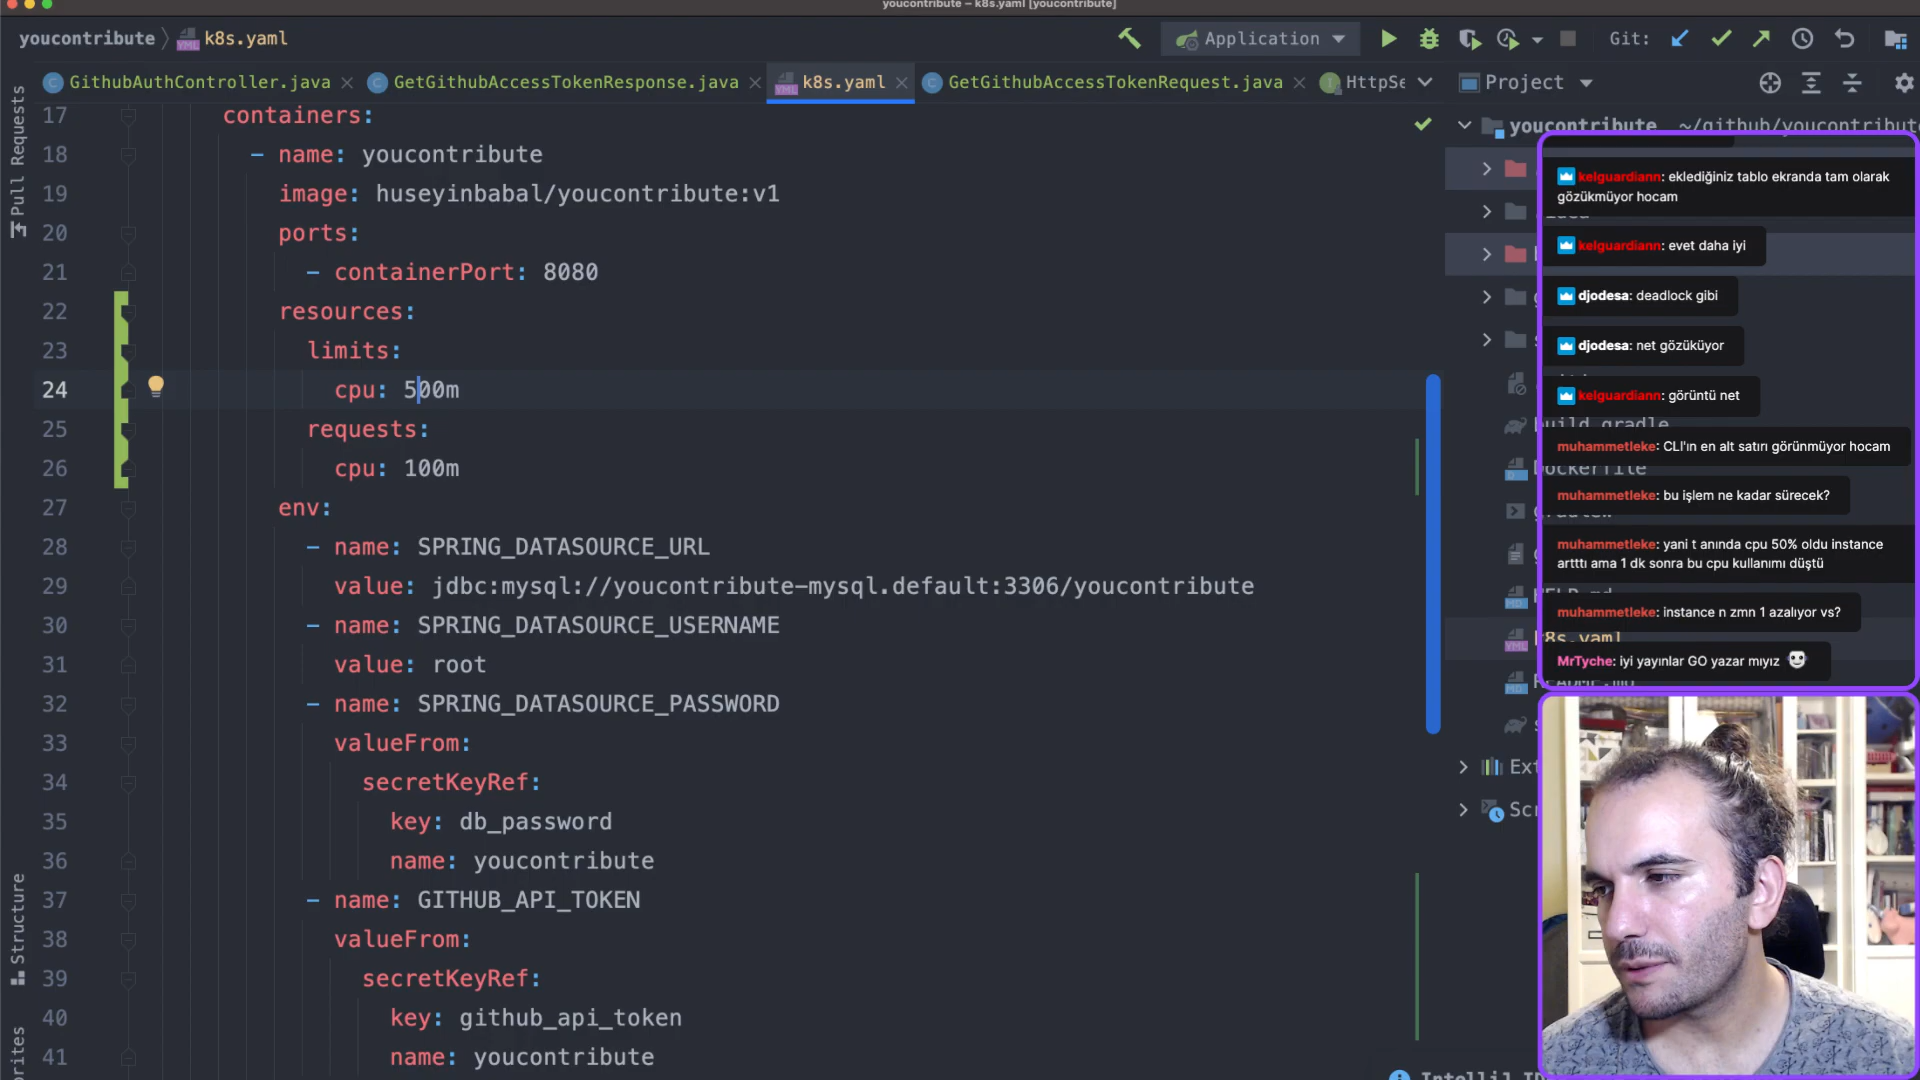 youcontribute – k8s.yaml [youcontribute]
youcontribute
k8s.yaml
Application
Git:
GithubAuthController.java
GetGithubAccessTokenResponse.java
k8s.yaml
GetGithubAccessTokenRequest.java
HttpSe
Project
Pull Requests
Structure
17 containers:
18 - name: youcontribute
19 image: huseyinbabal/youcontribute:v1
20 ports:
21 - containerPort: 8080
22 resources:
23 limits:
24 cpu: 500m
25 requests:
26 cpu: 100m
27 env:
28 - name: SPRING_DATASOURCE_URL
29 value: jdbc:mysql://youcontribute-mysql.default:3306/youcontribute
30 - name: SPRING_DATASOURCE_USERNAME
31 value: root
32 - name: SPRING_DATASOURCE_PASSWORD
33 valueFrom:
34 secretKeyRef:
35 key: db_password
36 name: youcontribute
37 - name: GITHUB_API_TOKEN
38 valueFrom:
39 secretKeyRef:
40 key: github_api_token
41 name: youcontribute
youcontribute ~/github/youcontribute
kelguardiann: eklediğiniz tablo ekranda tam olarak
gözükmüyor hocam
kelguardiann: evet daha iyi
djodesa: deadlock gibi
djodesa: net gözüküyor
kelguardiann: görüntü net
build.gradle
muhammetleke: CLI'ın en alt satırı görünmüyor hocam
Dockerfile
muhammetleke: bu işlem ne kadar sürecek?
muhammetleke: yani t anında cpu 50% oldu instance
artttı ama 1 dk sonra bu cpu kullanımı düştü
muhammetleke: instance n zmn 1 azalıyor vs?
k8s.yaml
MrTyche: iyi yayınlar GO yazar mıyız
README.md
Ext
Scr